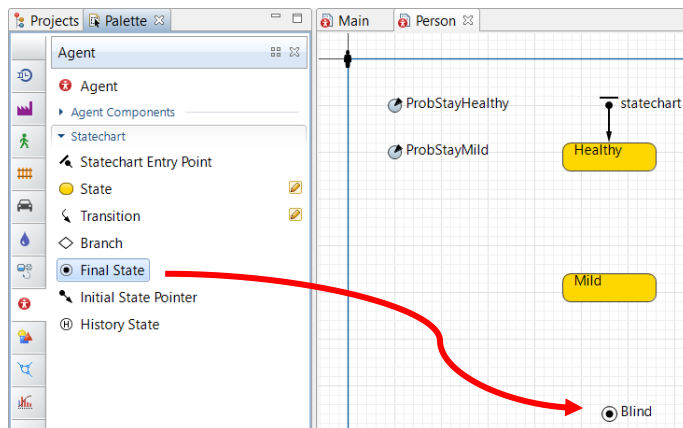 Projects Palette
Agent
Agent
Agent Components
Statechart
Statechart Entry Point
State
Transition
Branch
Final State
Initial State Pointer
H History State
Main Person
ProbStayHealthy
statechart
Healthy
ProbStayMild
Mild
Blind